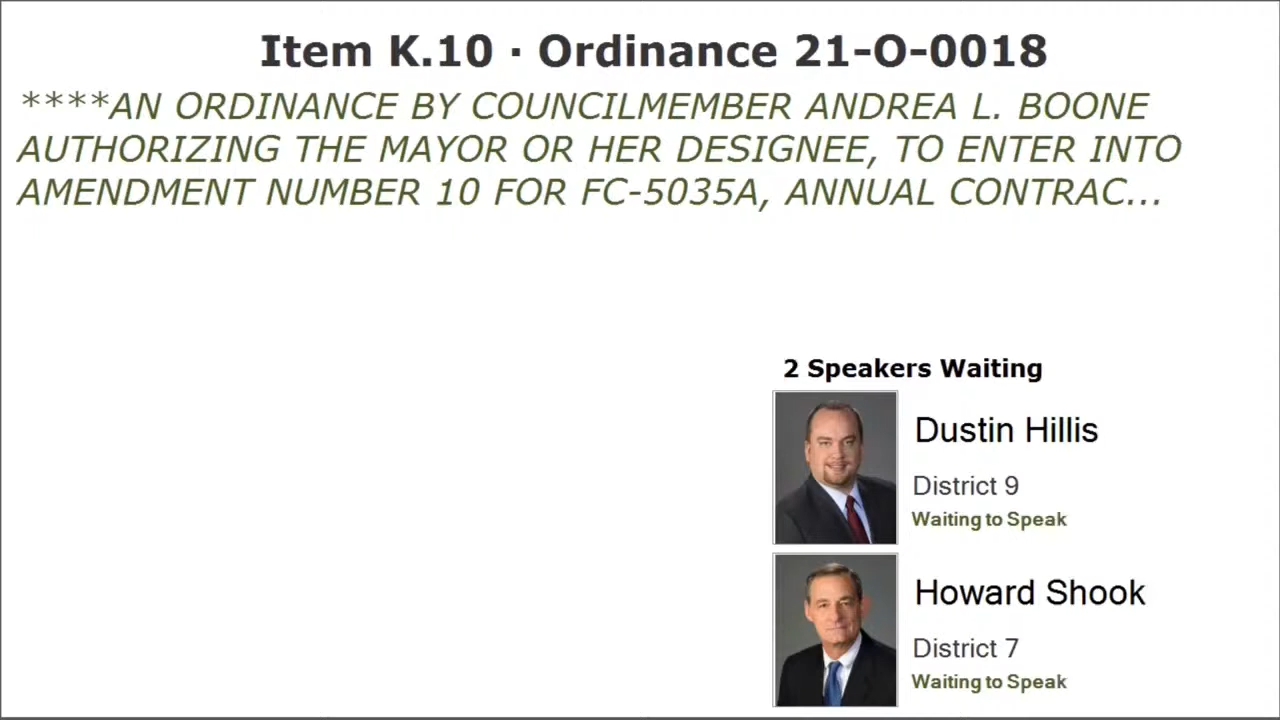 Item K.10 · Ordinance 21-O-0018
****AN ORDINANCE BY COUNCILMEMBER ANDREA L. BOONE
AUTHORIZING THE MAYOR OR HER DESIGNEE, TO ENTER INTO
AMENDMENT NUMBER 10 FOR FC-5035A, ANNUAL CONTRAC...
2 Speakers Waiting
Dustin Hillis
District 9
Waiting to Speak
Howard Shook
District 7
Waiting to Speak